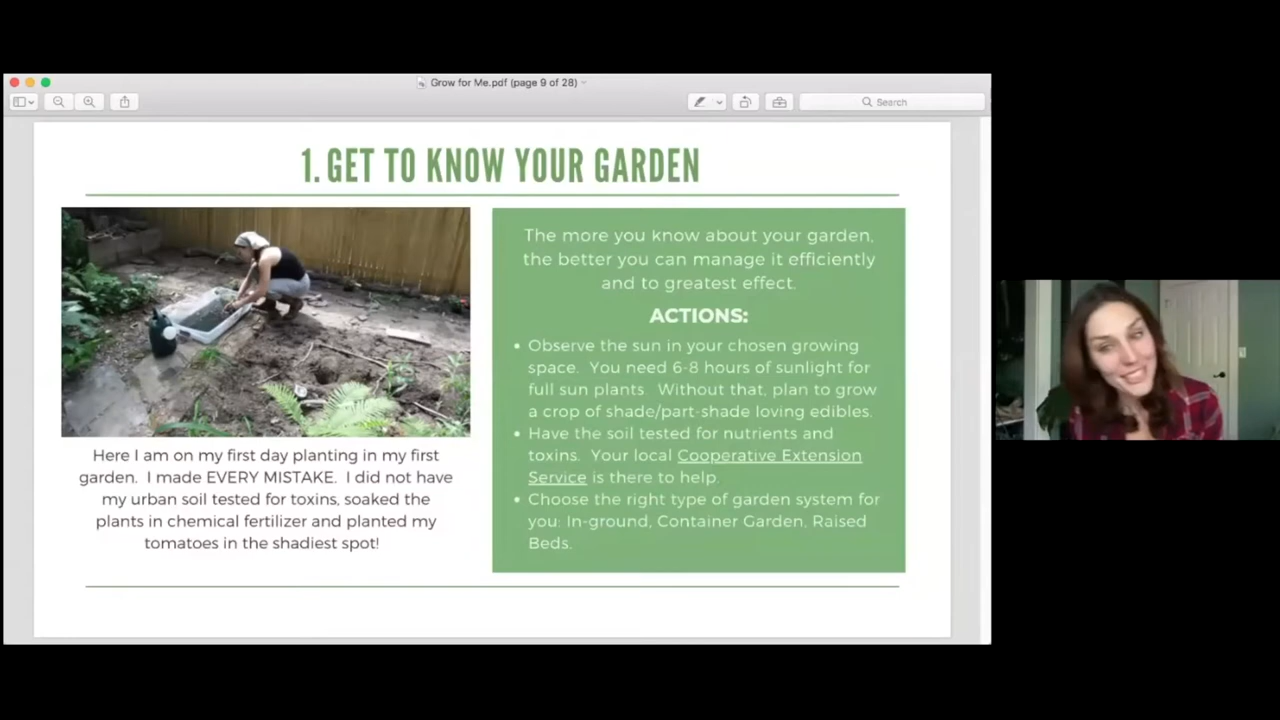 Grow for Me.pdf (page 9 of 28)
Search
1. GET TO KNOW YOUR GARDEN
The more you know about your garden,
the better you can manage it efficiently
and to greatest effect.
ACTIONS:
• Observe the sun in your chosen growing
space. You need 6-8 hours of sunlight for
full sun plants Without that, plan to grow
a crop of shade/part-shade loving edibles.
• Have the soil tested for nutrients and
toxins. Your local Cooperative Extension
Service is there to help.
• Choose the right type of garden system for
you: In-ground, Container Garden, Raised
Beds.
Here I am on my first day planting in my first
garden. I made EVERY MISTAKE. I did not have
my urban soil tested for toxins, soaked the
plants in chemical fertilizer and planted my
tomatoes in the shadiest spot!